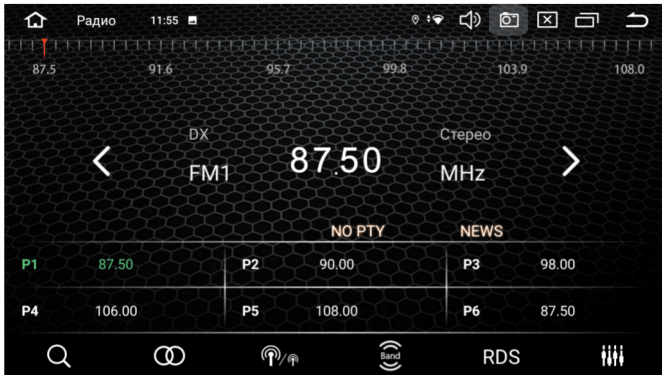 Радио 11:55
87.5 91.6 95.7 99.8 103.9 108.0
DX Стерео
FM1 87.50 MHz
NO PTY NEWS
P1 87.50 P2 90.00 P3 98.00
P4 106.00 P5 108.00 P6 87.50
Band RDS